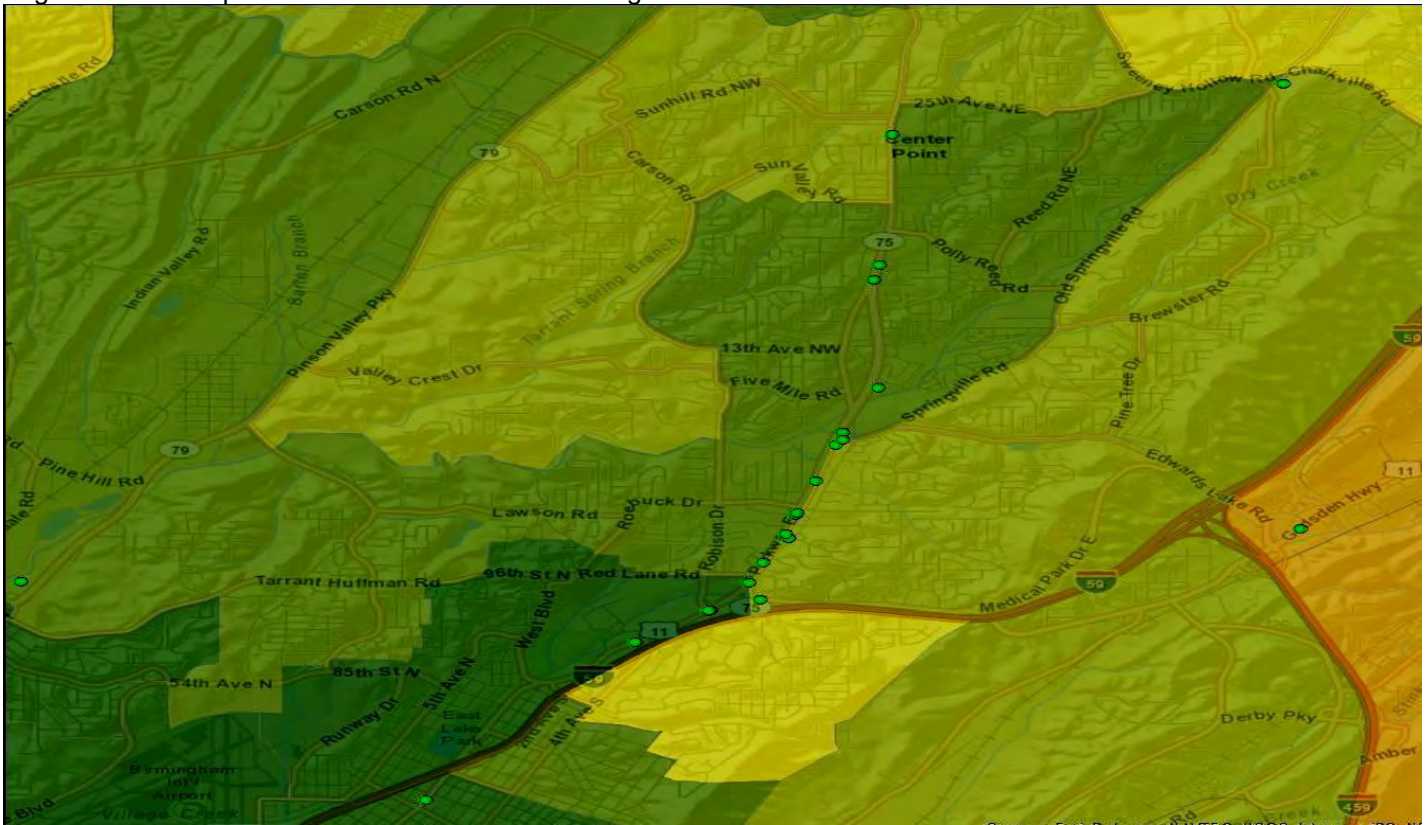 Carson Rd N
Sunhill Rd NW
79
Carson Rd
Sun Valley Rd
25th Ave NE
Center
Point
Sweeney Hollow Rd
Chalkville
Rd
Reed Rd NE
Dry Creek
Indian Valley Rd
Barton Branch
Pinson Valley Pky
Tarrant Spring Branch
75
Polly Reed
Rd
Old Springville Rd
Brewster Rd
59
13th Ave NW
Valley Crest Dr
Five Mile Rd
Springville Rd
Pine Tree Dr
79
Pine Hill Rd
Edwards Lake Rd
11
Gadsden Hwy
Lawson Rd
Roebuck Dr
Robison Dr
Tarrant Huffman Rd
96th St N
Red Lane Rd
Medical Park Dr E
59
75
West Blvd
11
54th Ave N
85th St N
5th Ave N
59
Runway Dr
East
Lake
Park
4th Ave S
Derby Pky
Amber
Birmingham
Int'l
Airport
Village Creek
Blvd
Rd
Creek
459